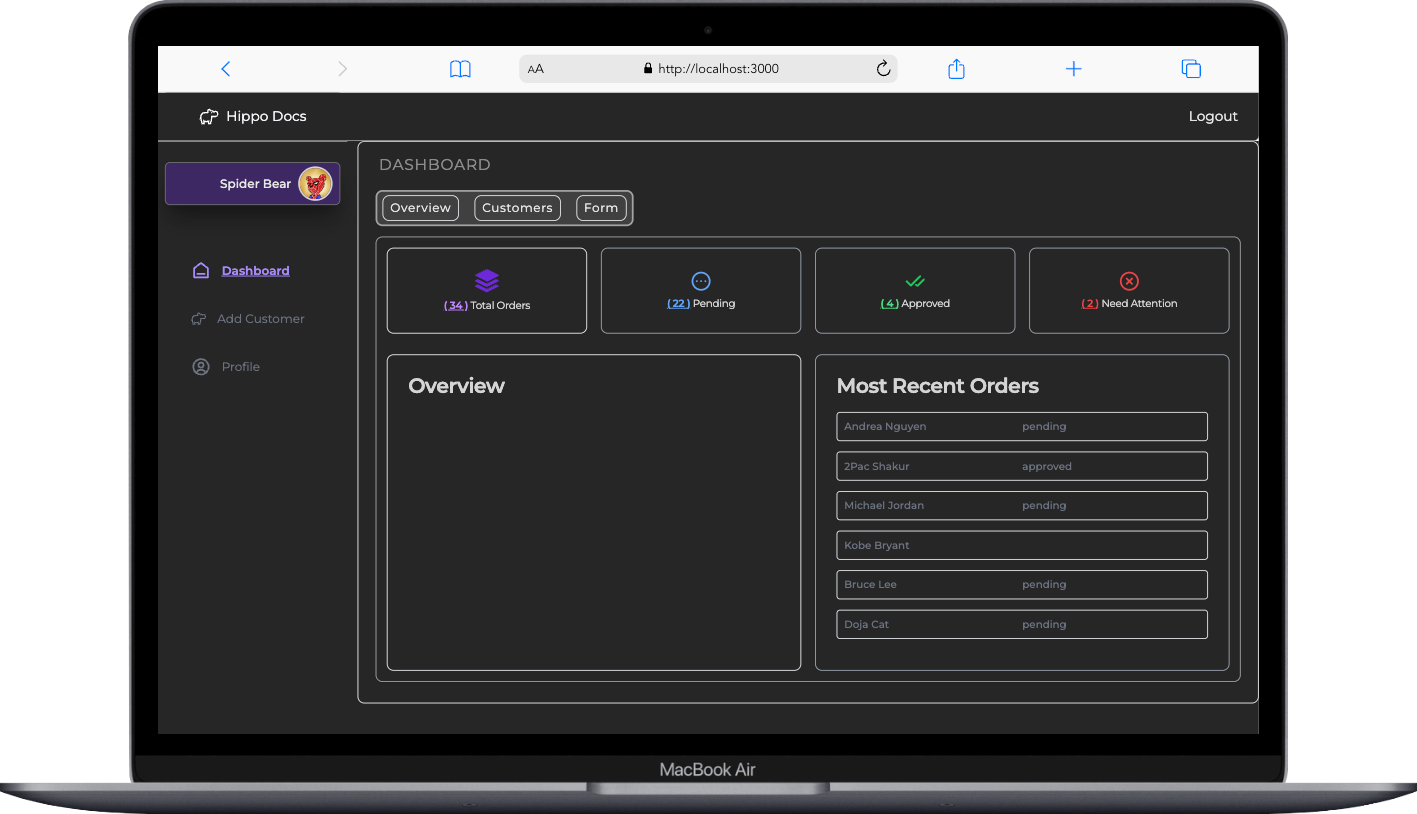 AA http://localhost:3000
Hippo Docs Logout
Spider Bear
Dashboard
Add Customer
Profile
DASHBOARD
Overview Customers Form
(34) Total Orders
(22) Pending
(4) Approved
(2) Need Attention
Overview
Most Recent Orders
Andrea Nguyen pending
2Pac Shakur approved
Michael Jordan pending
Kobe Bryant
Bruce Lee pending
Doja Cat pending
MacBook Air